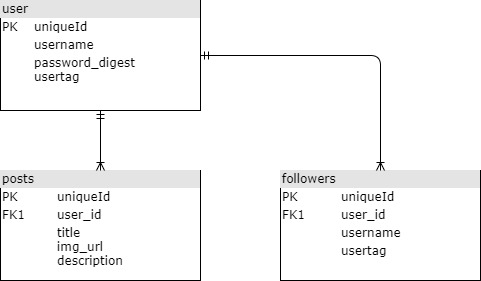 user
PK uniqueId
username
password_digest
usertag
posts
PK uniqueId
FK1 user_id
title
img_url
description
followers
PK uniqueId
FK1 user_id
username
usertag